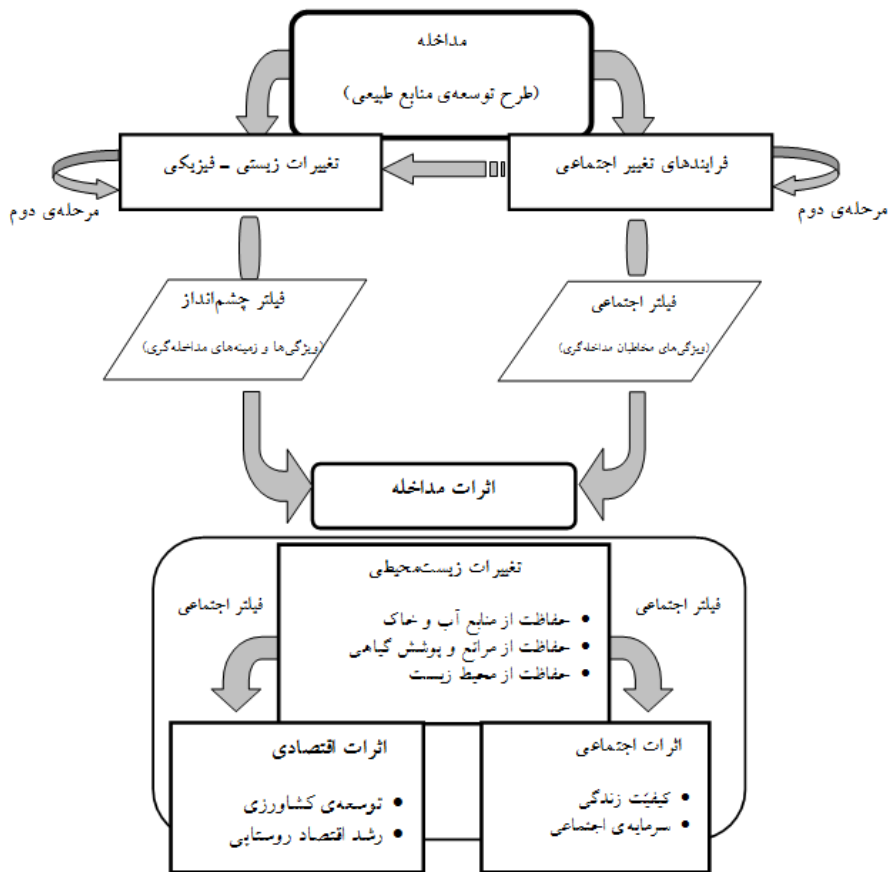 مداخله
(طرح توسعه‌ی منابع طبیعی)
فرایندهای تغییر اجتماعی
تغییرات زیستی – فیزیکی
مرحله‌ی دوم
مرحله‌ی دوم
فیلتر اجتماعی
(ویژگی‌های مخاطبان مداخله‌گری)
فیلتر چشم‌انداز
(ویژگی‌ها و زمینه‌های مداخله‌گری)
اثرات مداخله
تغییرات زیست‌محیطی
فیلتر اجتماعی
فیلتر اجتماعی
• حفاظت از منابع آب و خاک
• حفاظت از مراتع و پوشش گیاهی
• حفاظت از محیط زیست
اثرات اجتماعی
• کیفیّت زندگی
• سرمایه‌ی اجتماعی
اثرات اقتصادی
• توسعه‌ی کشاورزی
• رشد اقتصاد روستایی